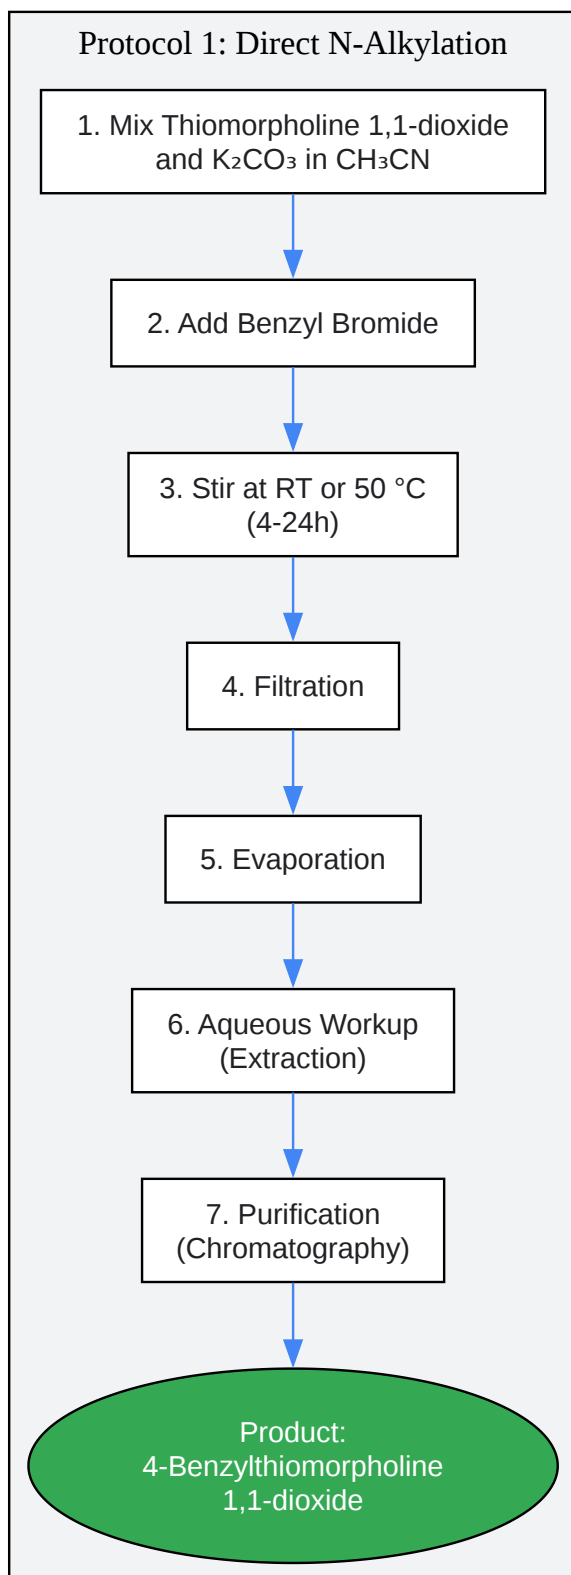 Protocol 1: Direct N-Alkylation
1. Mix Thiomorpholine 1,1-dioxide
and K₂CO₃ in CH₃CN
2. Add Benzyl Bromide
3. Stir at RT or 50 °C
(4-24h)
4. Filtration
5. Evaporation
6. Aqueous Workup
(Extraction)
7. Purification
(Chromatography)
Product:
4-Benzylthiomorpholine
1,1-dioxide